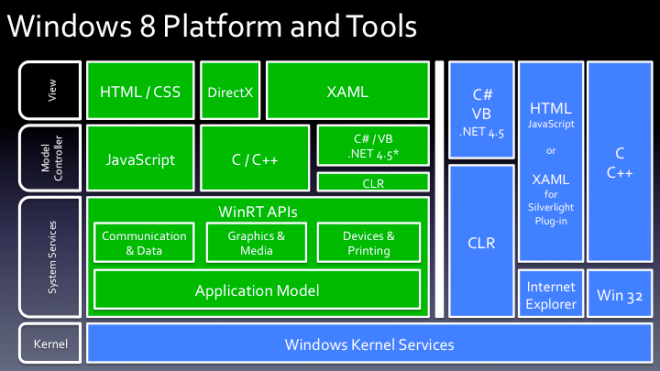 Windows 8 Platform and Tools
View
HTML / CSS
DirectX
XAML
Model
Controller
JavaScript
C / C++
C# / VB
.NET 4.5*
CLR
System Services
WinRT APIs
Communication
& Data
Graphics &
Media
Devices &
Printing
Application Model
C#
VB
.NET 4.5
CLR
HTML
JavaScript
or
XAML
for
Silverlight
Plug-in
Internet
Explorer
C
C++
Win 32
Kernel
Windows Kernel Services